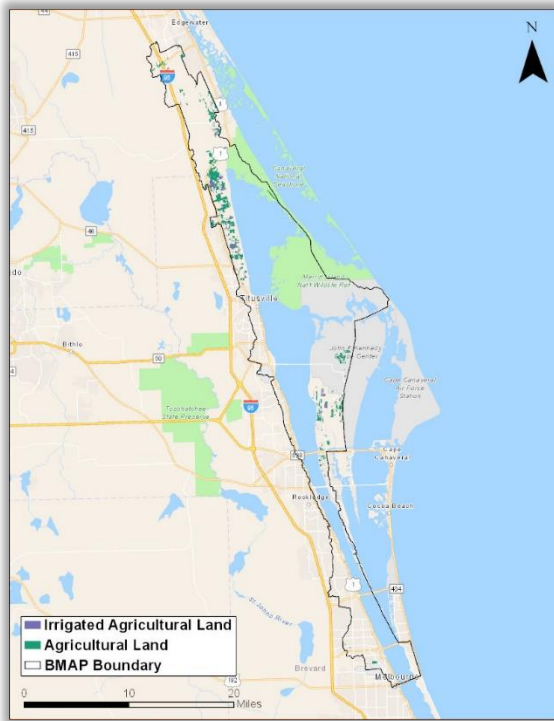 Edgewater
N
415
95
1
415
1
Canaveral
National
Seashore
46
Merritt Island
Natl Wildlife Ref
Titusville
John F Kennedy
Space Center
Bithlo
50
Cape Canaveral
Air Force
Station
Tosohatchee
State Preserve
95
Cape
Canaveral
Rockledge
Cocoa Beach
1
404
St Johns River
Irrigated Agricultural Land
Agricultural Land
BMAP Boundary
Brevard
192
Melbourne
0 10 20
Miles